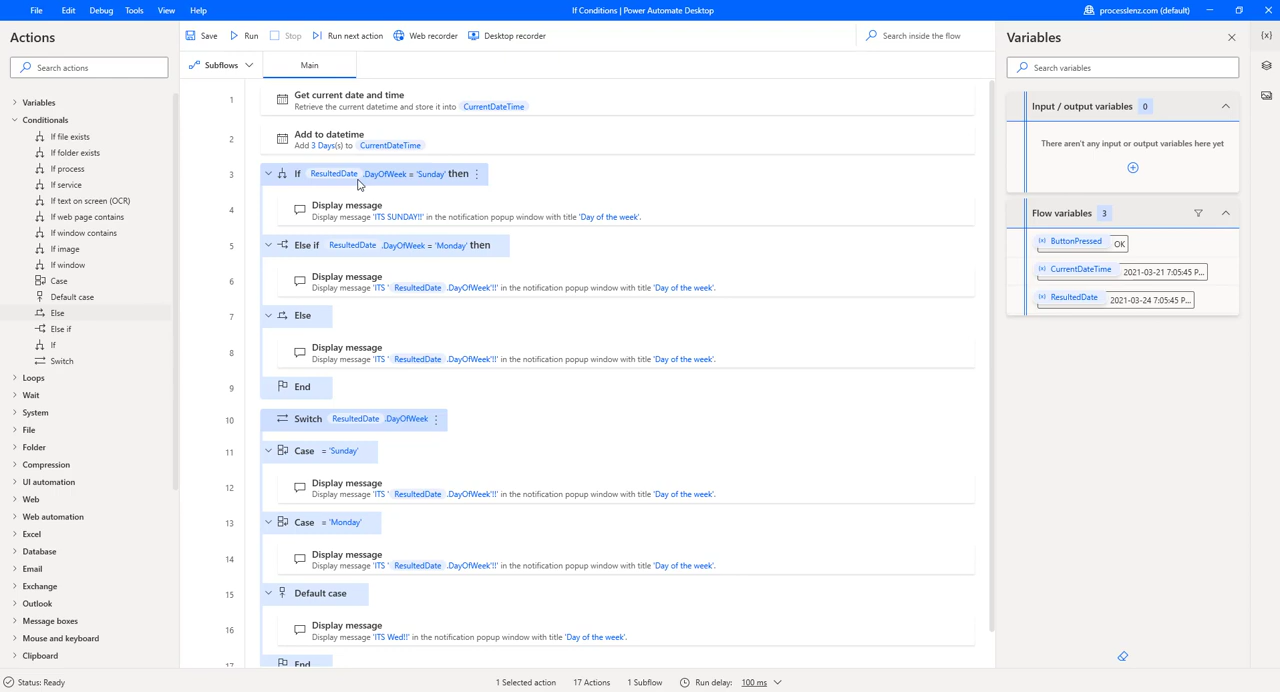 File Edit Debug Tools View Help
If Conditions | Power Automate Desktop
processlenz.com (default)
Actions
Search actions
Variables
Conditionals
If file exists
If folder exists
If process
If service
If text on screen (OCR)
If web page contains
If window contains
If image
If window
Case
Default case
Else
Else if
If
Switch
Loops
Wait
System
File
Folder
Compression
UI automation
Web
Web automation
Excel
Database
Email
Exchange
Outlook
Message boxes
Mouse and keyboard
Clipboard
Save Run Stop Run next action Web recorder Desktop recorder
Search inside the flow
Subflows Main
1 Get current date and time
Retrieve the current datetime and store it into CurrentDateTime
2 Add to datetime
Add 3 Days(s) to CurrentDateTime
3 If ResultedDate .DayOfWeek = 'Sunday' then
4 Display message
Display message 'ITS SUNDAY!!' in the notification popup window with title 'Day of the week'.
5 Else if ResultedDate .DayOfWeek = 'Monday' then
6 Display message
Display message 'ITS ' ResultedDate .DayOfWeek'!!' in the notification popup window with title 'Day of the week'.
7 Else
8 Display message
Display message 'ITS ' ResultedDate .DayOfWeek'!!' in the notification popup window with title 'Day of the week'.
9 End
10 Switch ResultedDate .DayOfWeek
11 Case = 'Sunday'
12 Display message
Display message 'ITS ' ResultedDate .DayOfWeek'!!' in the notification popup window with title 'Day of the week'.
13 Case = 'Monday'
14 Display message
Display message 'ITS ' ResultedDate .DayOfWeek'!!' in the notification popup window with title 'Day of the week'.
15 Default case
16 Display message
Display message 'ITS Wed!!' in the notification popup window with title 'Day of the week'.
17 End
Variables
{x}
Search variables
Input / output variables 0
There aren't any input or output variables here yet
Flow variables 3
(x) ButtonPressed OK
(x) CurrentDateTime 2021-03-21 7:05:45 P...
(x) ResultedDate 2021-03-24 7:05:45 P...
Status: Ready
1 Selected action 17 Actions 1 Subflow Run delay: 100 ms